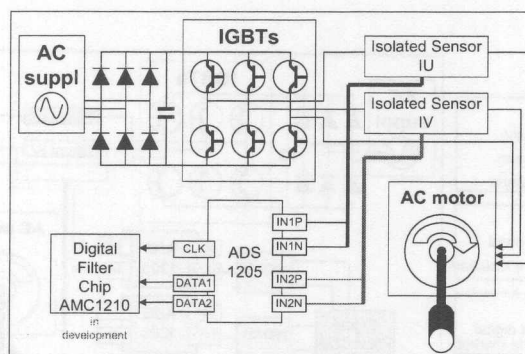 AC
suppl
IGBTs
Isolated Sensor
IU
Isolated Sensor
IV
AC motor
Digital
Filter
Chip
AMC1210
in
development
CLK
DATA1
DATA2
ADS
1205
IN1P
IN1N
IN2P
IN2N